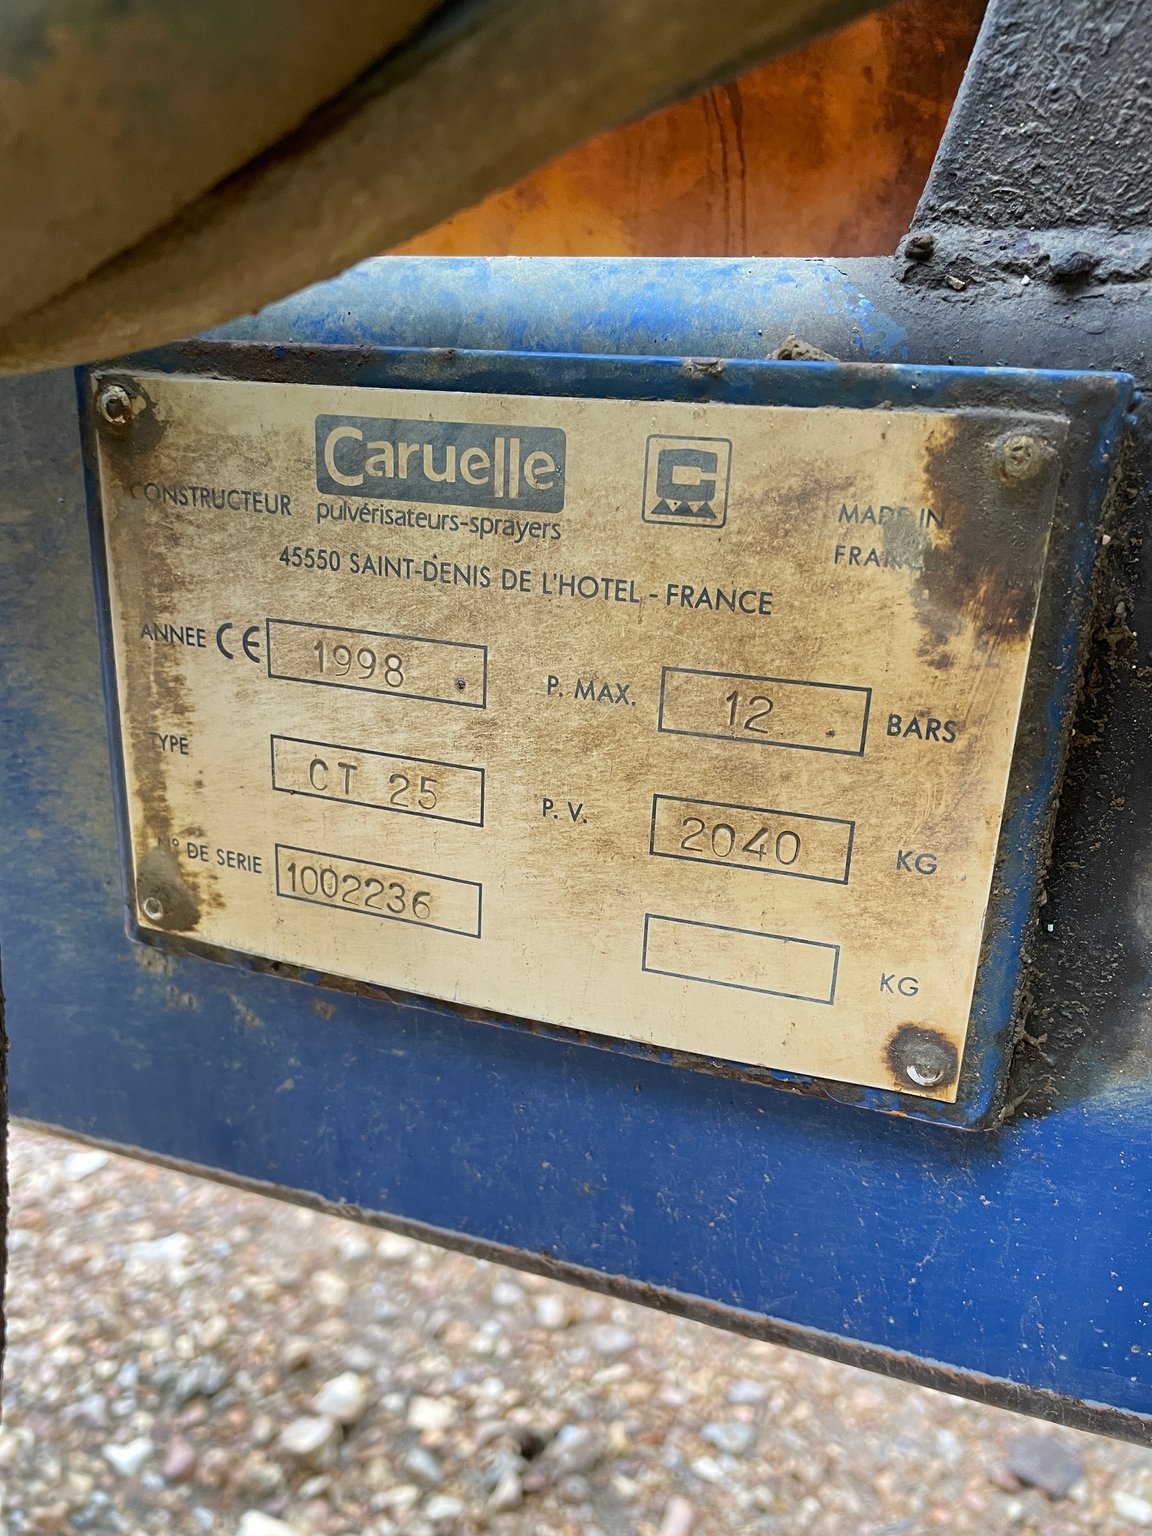 CONSTRUCTEUR
Caruelle
pulvérisateurs-sprayers
C
MADE IN
FRANCE
45550 SAINT-DENIS DE L'HOTEL - FRANCE
ANNEE CE 1998
P. MAX. 12 BARS
TYPE CT 25
P. V. 2040 KG
N° DE SERIE 1002236
KG